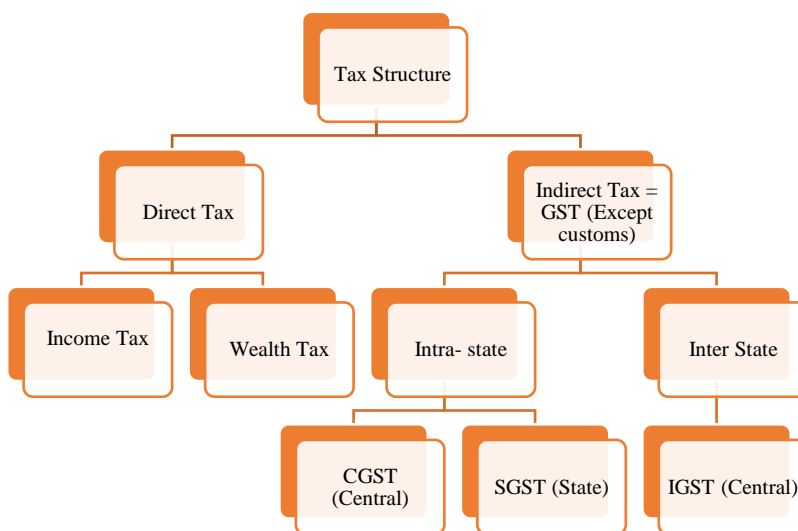 Tax Structure
Direct Tax
Indirect Tax =
GST (Except
customs)
Income Tax
Wealth Tax
Intra- state
Inter State
CGST
(Central)
SGST (State)
IGST (Central)